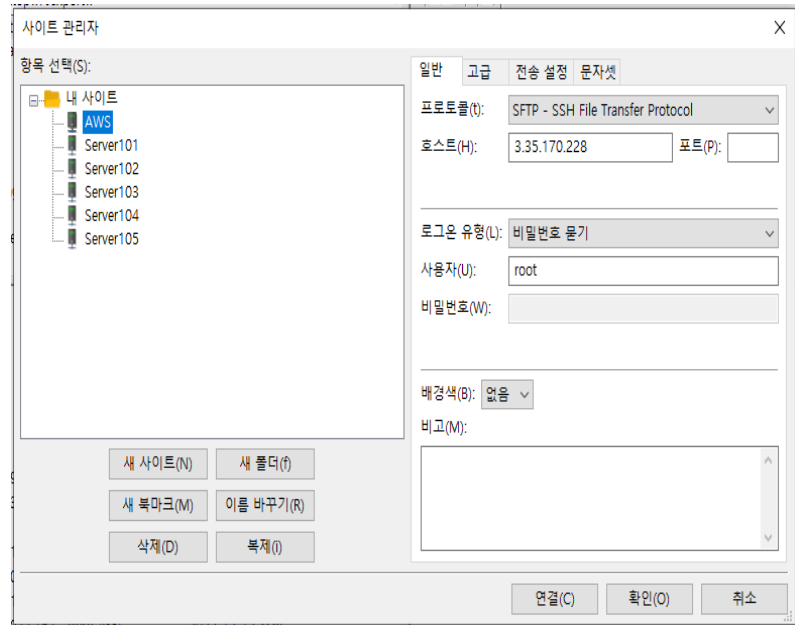 사이트 관리자
항목 선택(S):
내 사이트
AWS
Server101
Server102
Server103
Server104
Server105
새 사이트(N) 새 폴더(f)
새 북마크(M) 이름 바꾸기(R)
삭제(D) 복제(i)
일반 고급 전송 설정 문자셋
프로토콜(t): SFTP - SSH File Transfer Protocol
호스트(H): 3.35.170.228 포트(P):
로그온 유형(L): 비밀번호 묻기
사용자(U): root
비밀번호(W):
배경색(B): 없음
비고(M):
연결(C) 확인(O) 취소